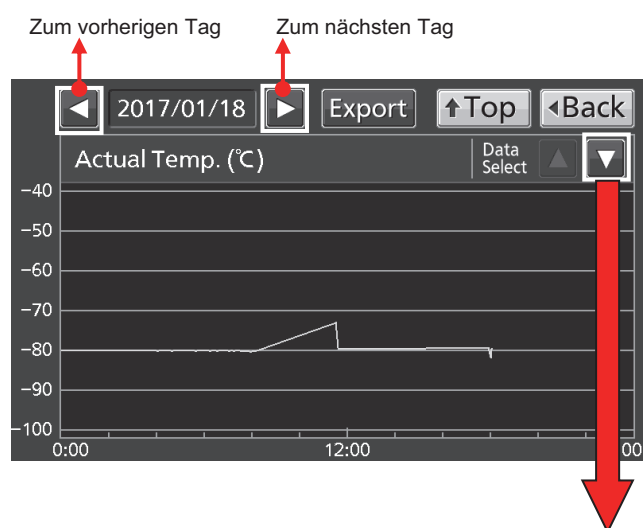 Zum vorherigen Tag Zum nächsten Tag
2017/01/18 Export Top Back
Actual Temp. (℃) Data Select
-40
-50
-60
-70
-80
-90
-100
0:00 12:00 00